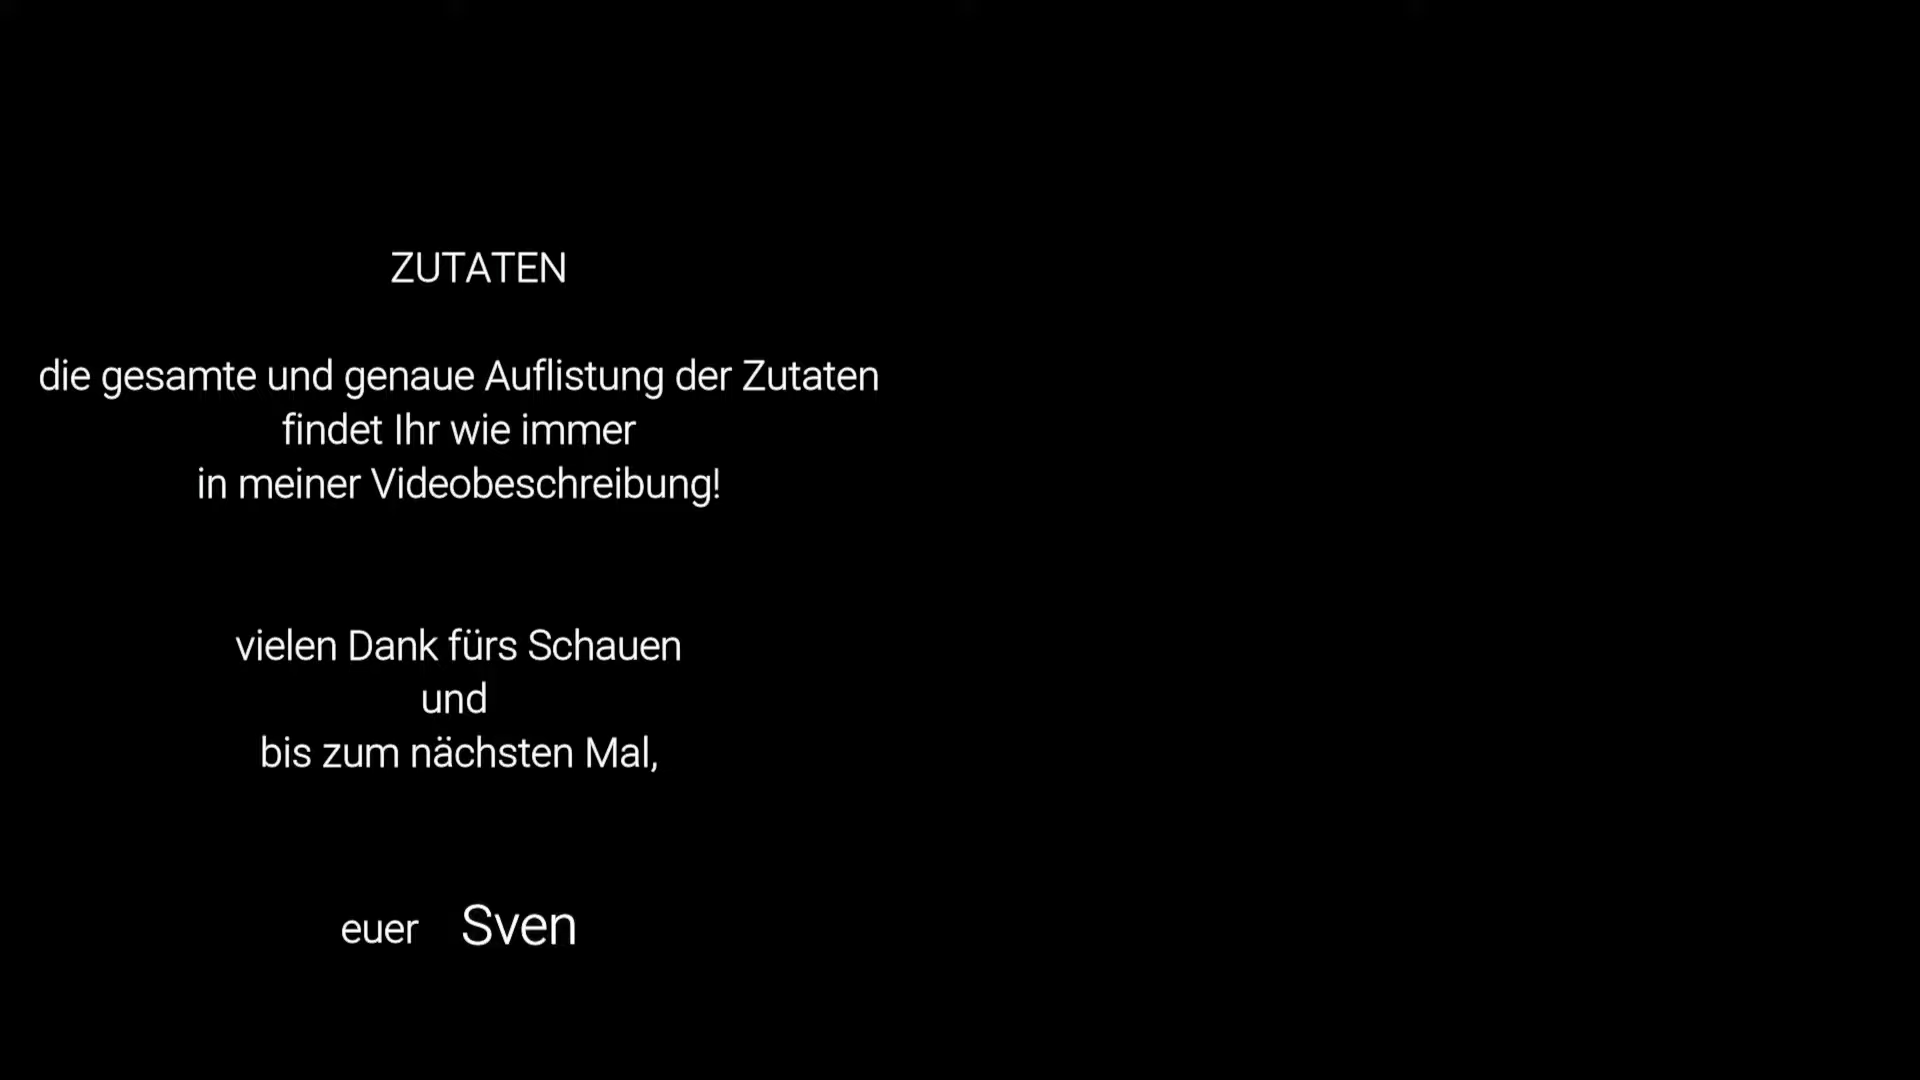 ZUTATEN
die gesamte und genaue Auflistung der Zutaten
findet Ihr wie immer
in meiner Videobeschreibung!
vielen Dank fürs Schauen
und
bis zum nächsten Mal,
euer Sven